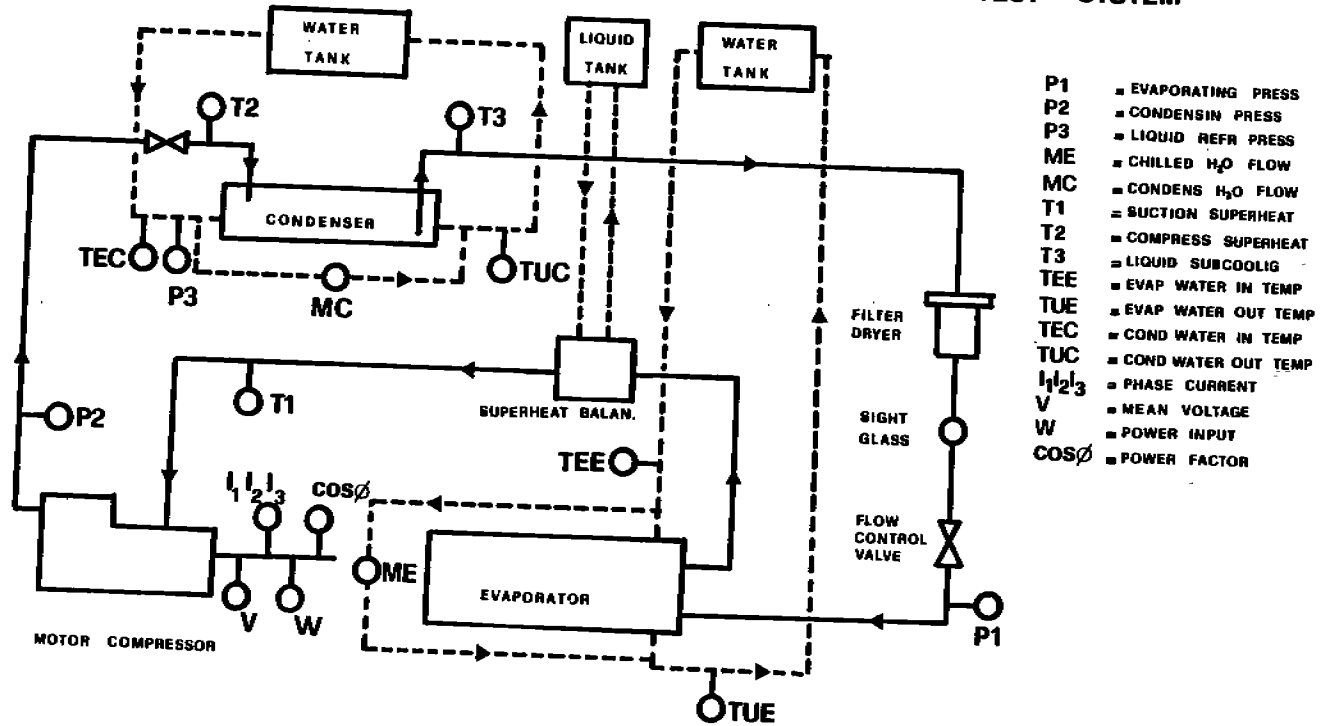 WATER
TANK
LIQUID
TANK
WATER
TANK
T2
T3
CONDENSER
TEC
P3
MC
TUC
P1 = EVAPORATING PRESS
P2 = CONDENSIN PRESS
P3 = LIQUID REFR PRESS
ME = CHILLED H₂O FLOW
MC = CONDENS H₂O FLOW
T1 = SUCTION SUPERHEAT
T2 = COMPRESS SUPERHEAT
T3 = LIQUID SUBCOOLIG
TEE = EVAP WATER IN TEMP
TUE = EVAP WATER OUT TEMP
TEC = COND WATER IN TEMP
TUC = COND WATER OUT TEMP
I₁I₂I₃ = PHASE CURRENT
V = MEAN VOLTAGE
W = POWER INPUT
COSØ = POWER FACTOR
FILTER
DRYER
SIGHT
GLASS
FLOW
CONTROL
VALVE
P1
SUPERHEAT BALAN.
T1
P2
TEE
I₁ I₂ I₃
COSØ
ME
V
W
EVAPORATOR
MOTOR COMPRESSOR
TUE